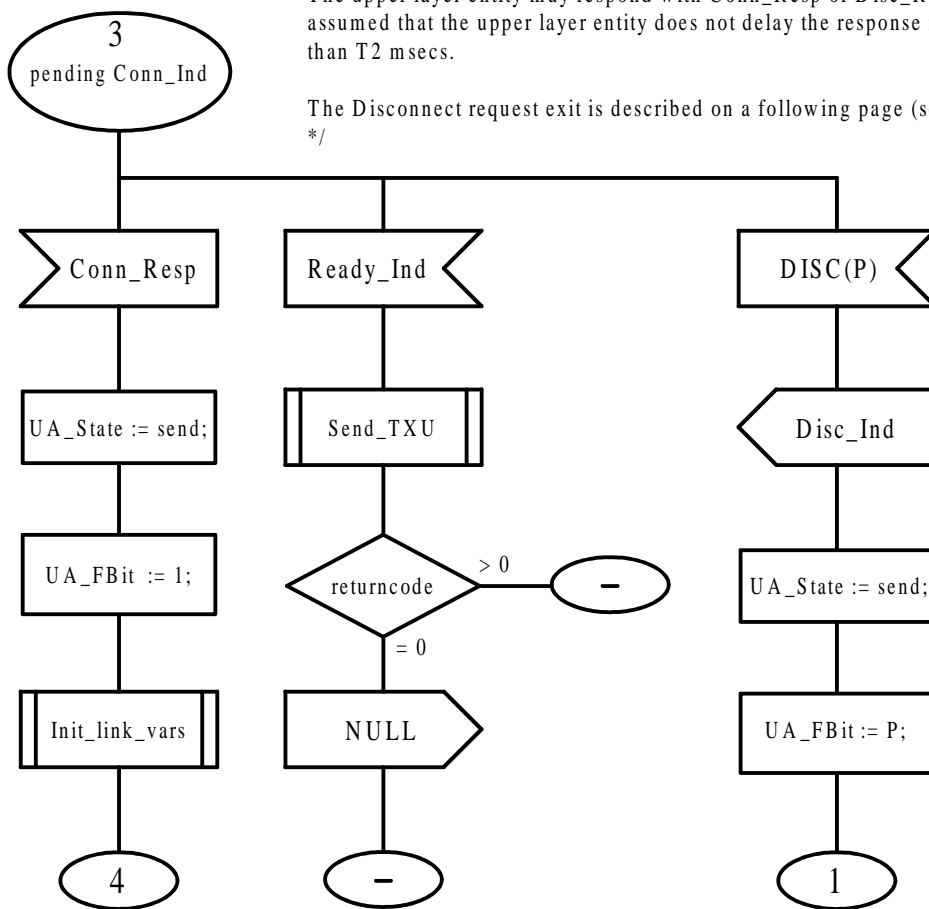 The upper layer entity may respond with Conn_Resp or
assumed that the upper layer entity does not delay the response
than T2 msecs.
The Disconnect request exit is described on a following page
*/
3
pending Conn_Ind
Conn_Resp
UA_State := send;
UA_FBit := 1;
Init_link_vars
4
Ready_Ind
Send_TXU
returncode
> 0
-
= 0
NULL
-
DISC(P)
Disc_Ind
UA_State := send;
UA_FBit := P;
1